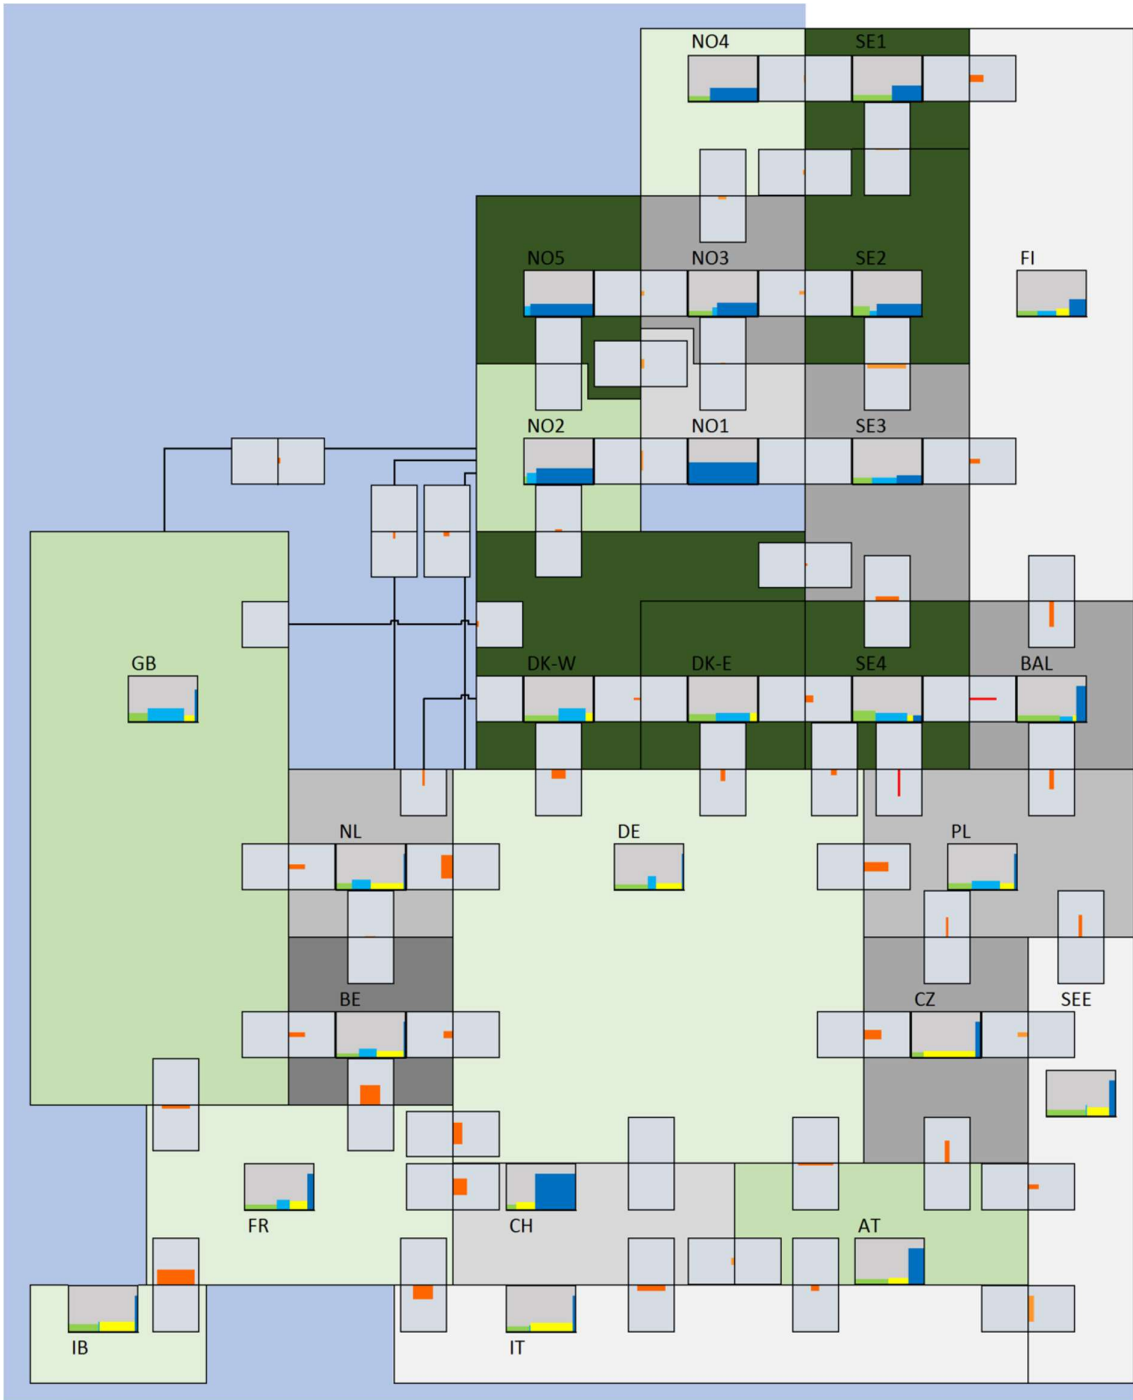 NO4 SE1
NO5 NO3 SE2 FI
NO2 NO1 SE3
GB DK-W DK-E SE4 BAL
NL DE PL
BE CZ SEE
FR CH AT
IB IT